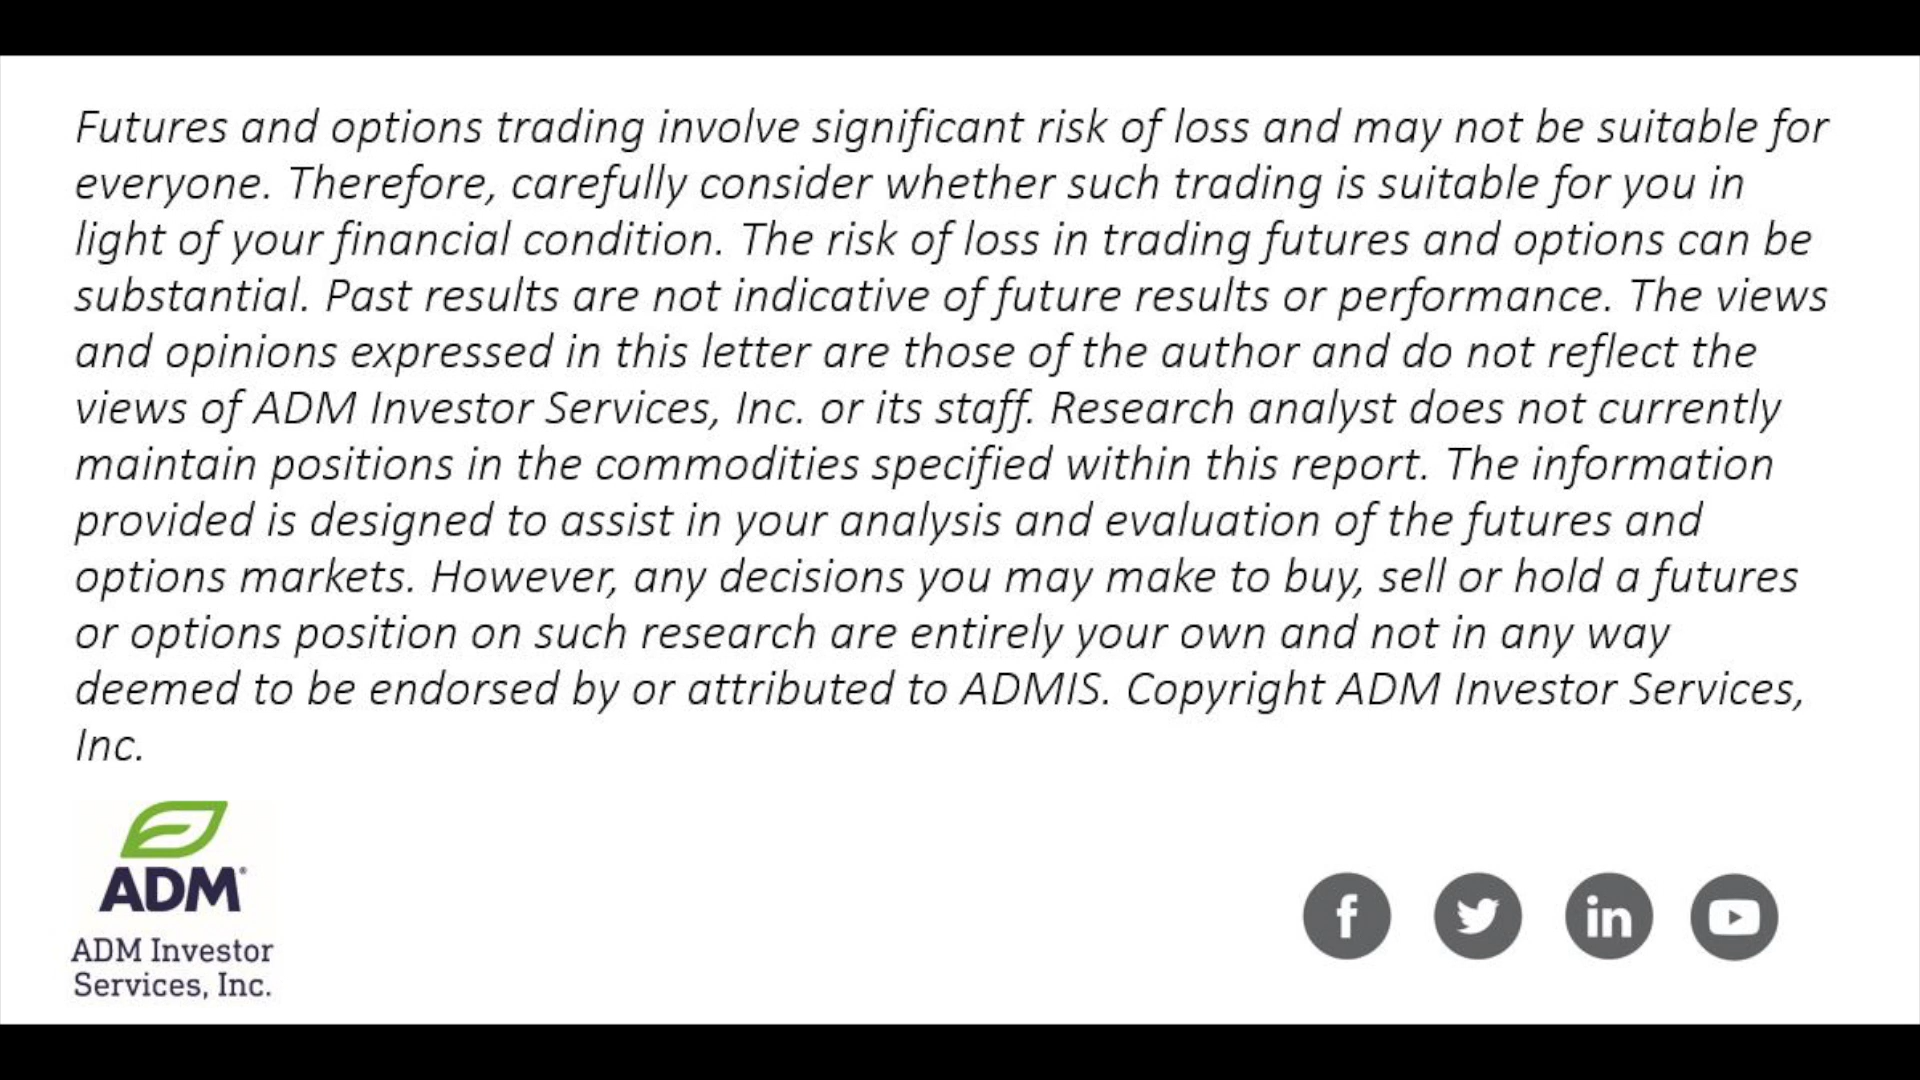 Futures and options trading involve significant risk of loss and may not be suitable for
everyone. Therefore, carefully consider whether such trading is suitable for you in
light of your financial condition. The risk of loss in trading futures and options can be
substantial. Past results are not indicative of future results or performance. The views
and opinions expressed in this letter are those of the author and do not reflect the
views of ADM Investor Services, Inc. or its staff. Research analyst does not currently
maintain positions in the commodities specified within this report. The information
provided is designed to assist in your analysis and evaluation of the futures and
options markets. However, any decisions you may make to buy, sell or hold a futures
or options position on such research are entirely your own and not in any way
deemed to be endorsed by or attributed to ADMIS. Copyright ADM Investor Services,
Inc.
ADM®
ADM Investor
Services, Inc.
f
in